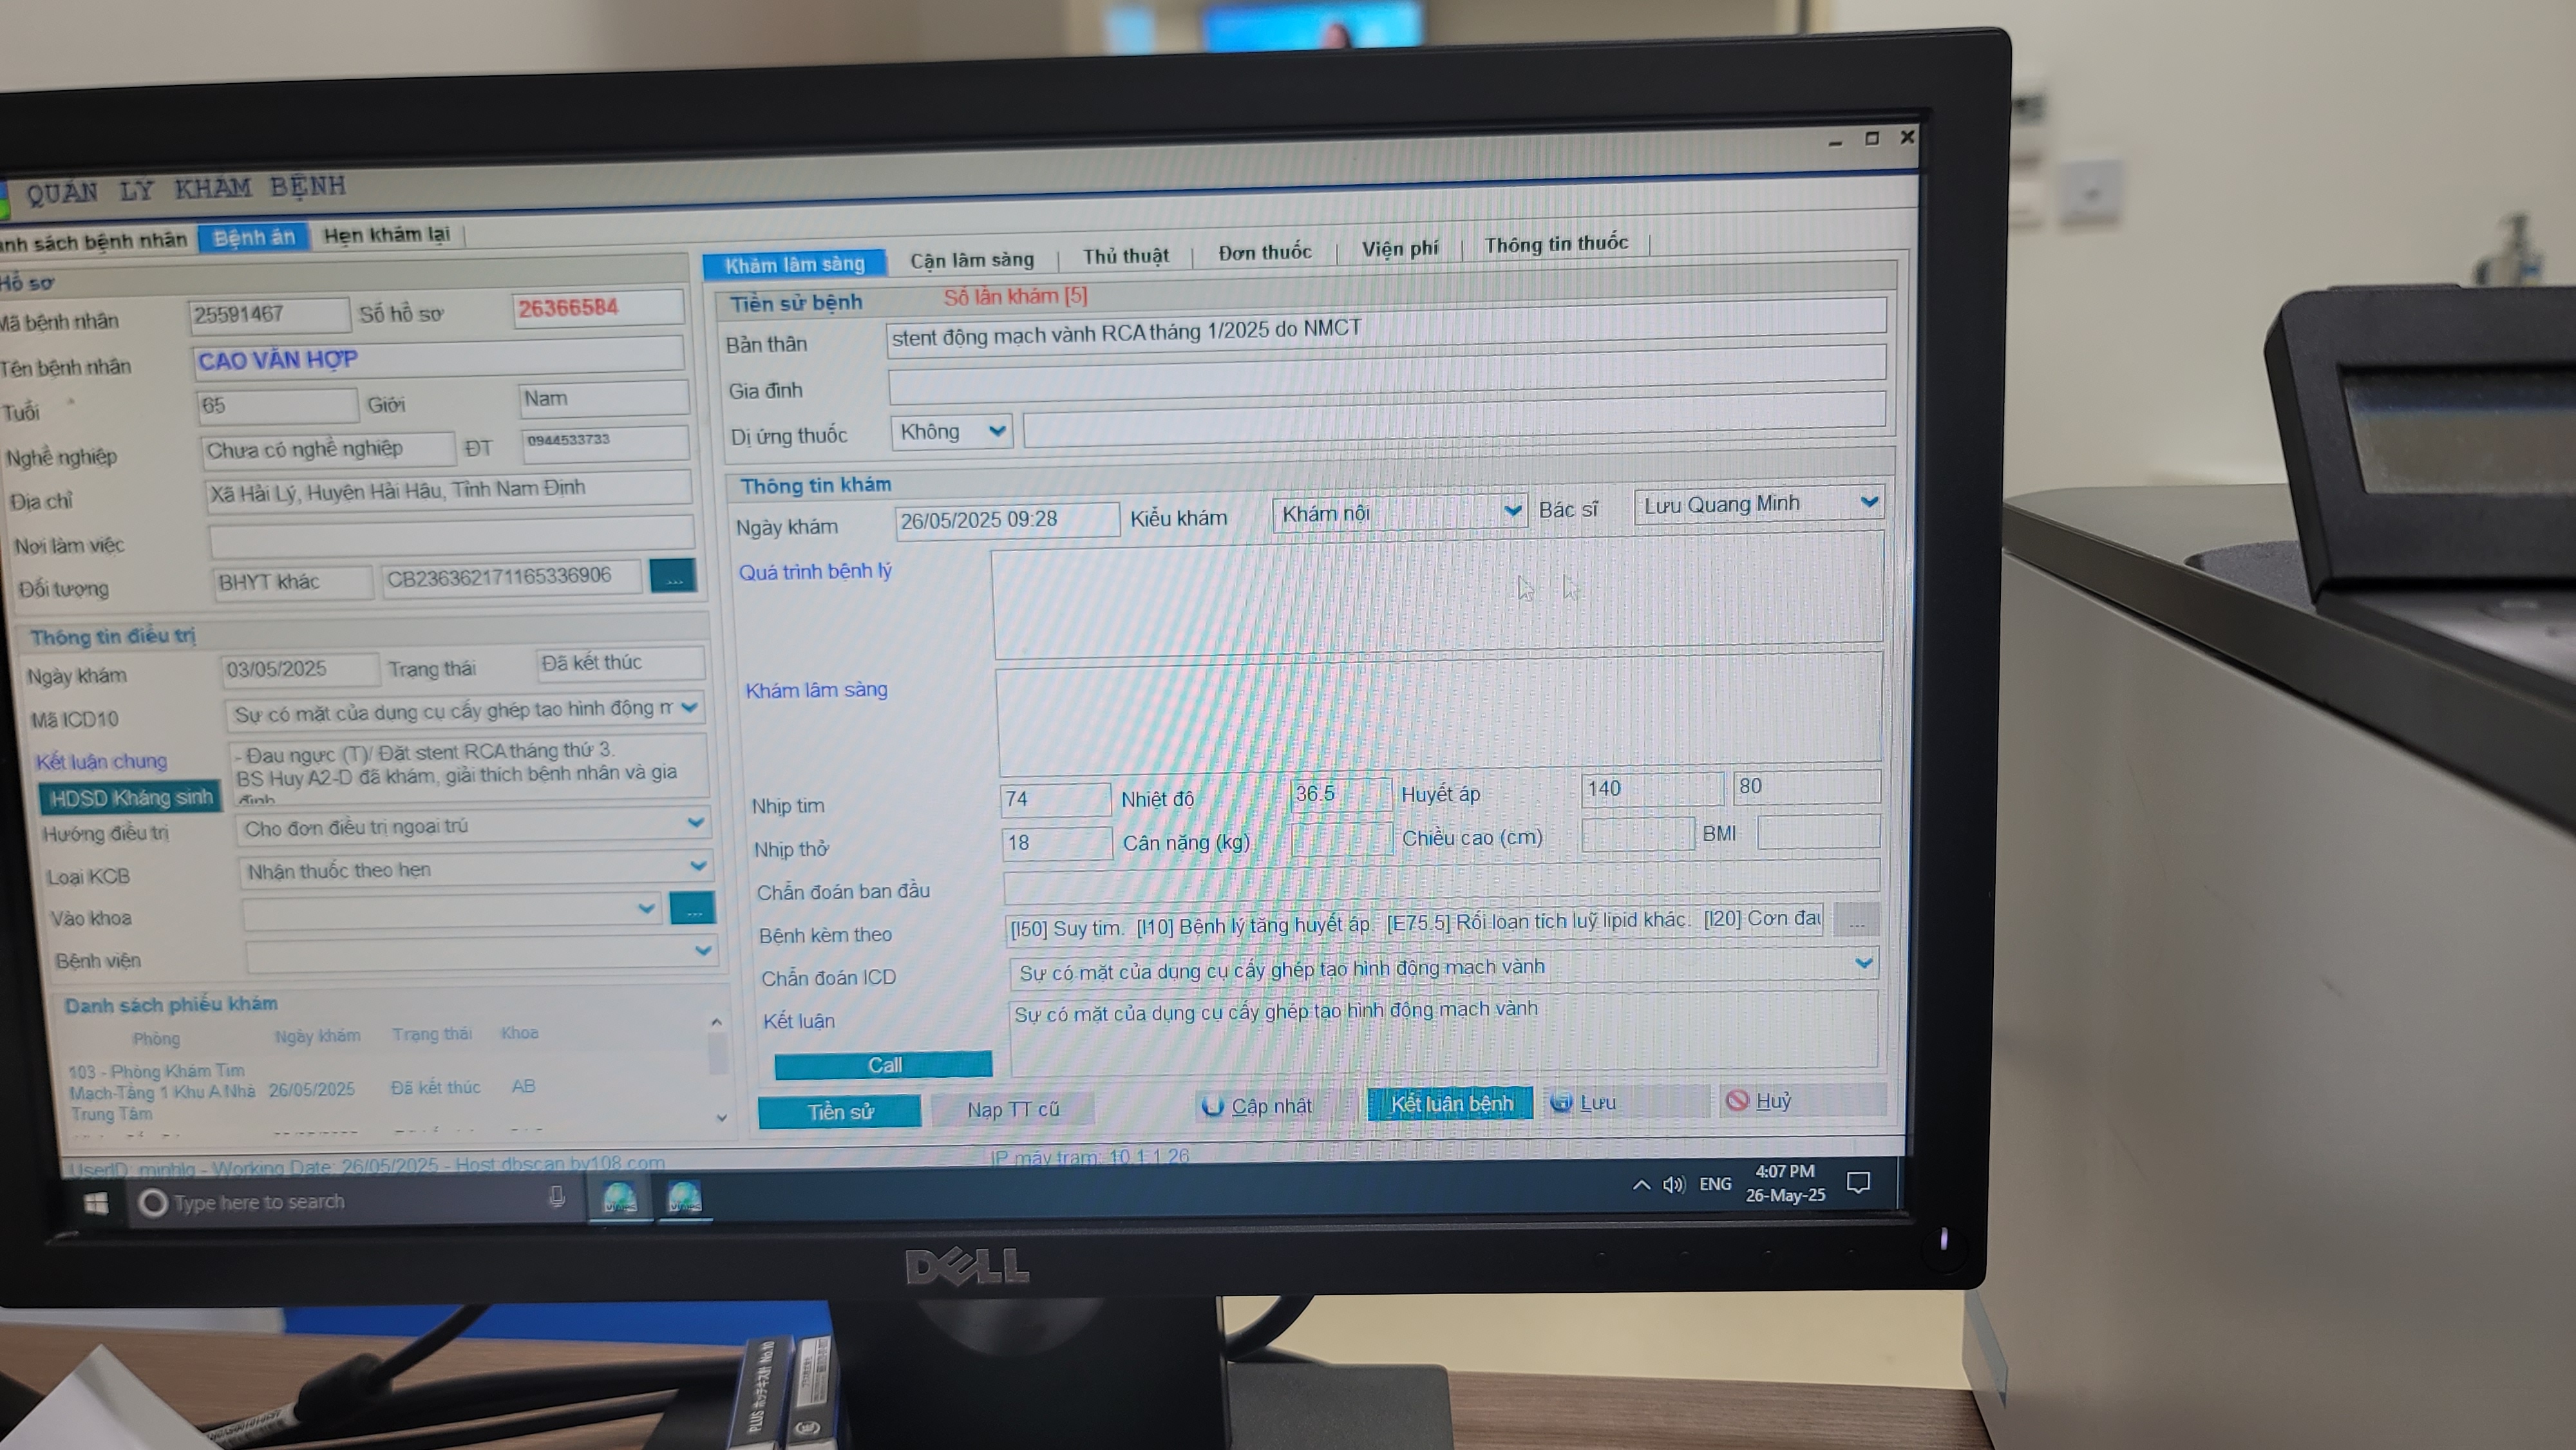 QUẢN LÝ KHÁM BỆNH
anh sách bệnh nhân Bệnh án Hẹn khám lại
Hồ sơ
Mã bệnh nhân 25591467 Số hồ sơ 26366584
Tên bệnh nhân CAO VĂN HỢP
Tuổi 65 Giới Nam
Nghề nghiệp Chưa có nghề nghiệp ĐT 0944533733
Địa chỉ Xã Hải Lý, Huyện Hải Hậu, Tỉnh Nam Định
Nơi làm việc
Đối tượng BHYT khác CB236362171165336906 ...
Thông tin điều trị
Ngày khám 03/05/2025 Trạng thái Đã kết thúc
Mã ICD10 Sự có mặt của dụng cụ cấy ghép tạo hình động m
Kết luận chung - Đau ngực (T)/ Đặt stent RCA tháng thứ 3.
BS Huy A2-D đã khám, giải thích bệnh nhân và gia
đình
HDSD Kháng sinh
Hướng điều trị Cho đơn điều trị ngoại trú
Loại KCB Nhận thuốc theo hẹn
Vào khoa ...
Bệnh viện
Danh sách phiếu khám
Phòng Ngày khám Trạng thái Khoa
103 - Phòng Khám Tim
Mạch-Tầng 1 Khu A Nhà 26/05/2025 Đã kết thúc AB
Trung Tâm
Khám lâm sàng Cận lâm sàng Thủ thuật Đơn thuốc Viện phí Thông tin thuốc
Tiền sử bệnh Số lần khám [5]
Bản thân stent động mạch vành RCA tháng 1/2025 do NMCT
Gia đình
Dị ứng thuốc Không
Thông tin khám
Ngày khám 26/05/2025 09:28 Kiểu khám Khám nội Bác sĩ Lưu Quang Minh
Quá trình bệnh lý
Khám lâm sàng
Nhịp tim 74 Nhiệt độ 36.5 Huyết áp 140 80
Nhịp thở 18 Cân nặng (kg) Chiều cao (cm) BMI
Chẩn đoán ban đầu
Bệnh kèm theo [I50] Suy tim. [I10] Bệnh lý tăng huyết áp. [E75.5] Rối loạn tích luỹ lipid khác. [I20] Cơn đau ...
Chẩn đoán ICD Sự có mặt của dụng cụ cấy ghép tạo hình động mạch vành
Kết luận Sự có mặt của dụng cụ cấy ghép tạo hình động mạch vành
Call
Tiền sử Nạp TT cũ Cập nhật Kết luận bệnh Lưu Huỷ
UserID: minhlq - Working Date: 26/05/2025 - Host:dbscan.bv108.com IP máy trạm: 10.1.1.26
Type here to search ENG 4:07 PM
26-May-25
DELL
PLUS ホッチキス針 No.10